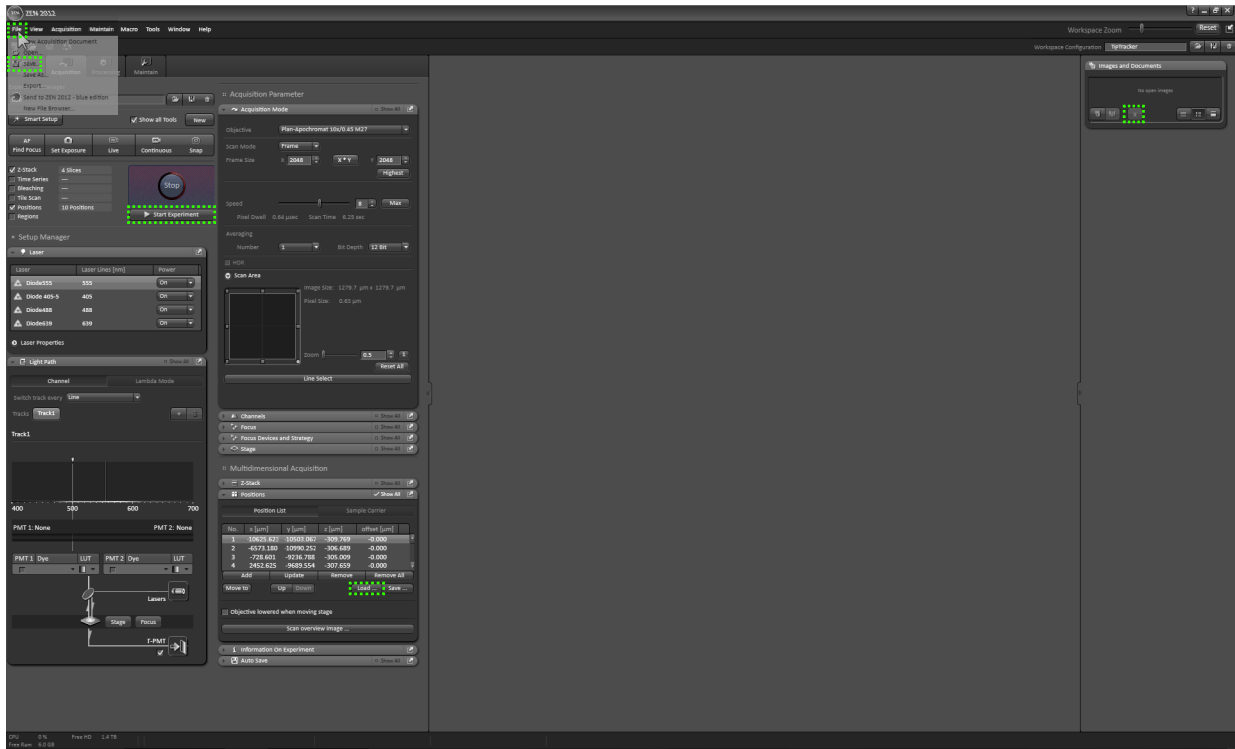 ZEN 2012
File View Acquisition Maintain Macro Tools Window Help
Workspace Zoom Reset
New Acquisition Document
Open...
Save
Save As...
Export...
Send to ZEN 2012 - blue edition
New File Browser...
Workspace Configuration TipTracker
Acquisition Processing Maintain
Smart Setup Show all Tools New
AF
Find Focus Set Exposure Live Continuous Snap
Z-Stack 4 Slices
Time Series —
Bleaching —
Tile Scan —
Positions 10 Positions
Regions
Stop
Start Experiment
Setup Manager
Laser
Laser Laser Lines [nm] Power
Diode555 555 On
Diode 405-5 405 On
Diode488 488 On
Diode639 639 On
Laser Properties
Light Path Show All
Channel Lambda Mode
Switch track every Line
Tracks Track1
Track1
400 500 600 700
PMT 1: None PMT 2: None
PMT 1 Dye LUT PMT 2 Dye LUT
Lasers
Stage Focus
T-PMT
Acquisition Parameter
Acquisition Mode Show All
Objective Plan-Apochromat 10x/0.45 M27
Scan Mode Frame
Frame Size X 2048 X * Y Y 2048
Highest
Speed 8 Max
Pixel Dwell 0.64 µsec Scan Time 6.25 sec
Averaging
Number 1 Bit Depth 12 Bit
HDR
Scan Area
Image Size: 1279.7 µm x 1279.7 µm
Pixel Size: 0.63 µm
Zoom 0.5 1
Reset All
Line Select
Channels Show All
Focus Show All
Focus Devices and Strategy Show All
Stage Show All
Multidimensional Acquisition
Z-Stack Show All
Positions Show All
Position List Sample Carrier
No. x [µm] y [µm] z [µm] offset [µm]
1 -10625.623 -10503.067 -309.769 -0.000
2 -6573.180 -10990.252 -306.689 -0.000
3 -728.601 -9236.788 -305.009 -0.000
4 2452.625 -9689.554 -307.659 -0.000
Add Update Remove Remove All
Move to Up Down Load ... Save ...
Objective lowered when moving stage
Scan overview image ...
Information On Experiment
Auto Save Show All
Images and Documents
No open images
CPU 0 % Free HD 1.4 TB
Free Ram 6.0 GB